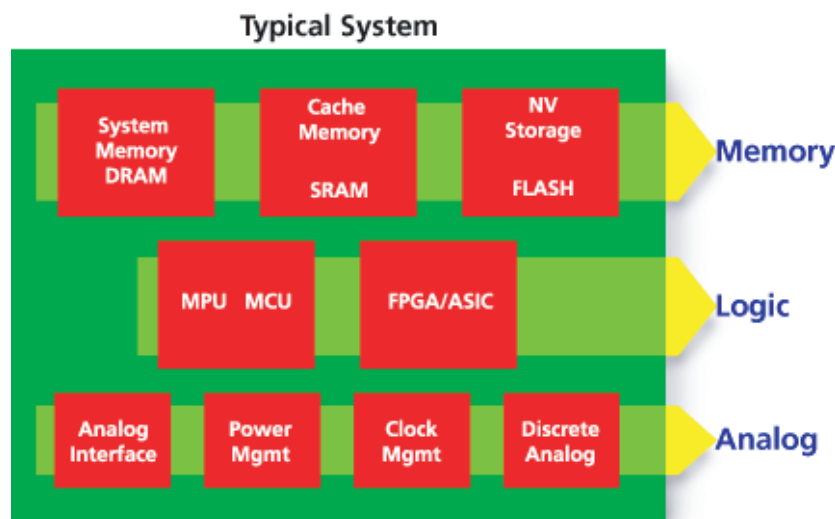 Typical System
System
Memory
DRAM
Cache
Memory
SRAM
NV
Storage
FLASH
Memory
MPU MCU
FPGA/ASIC
Logic
Analog
Interface
Power
Mgmt
Clock
Mgmt
Discrete
Analog
Analog